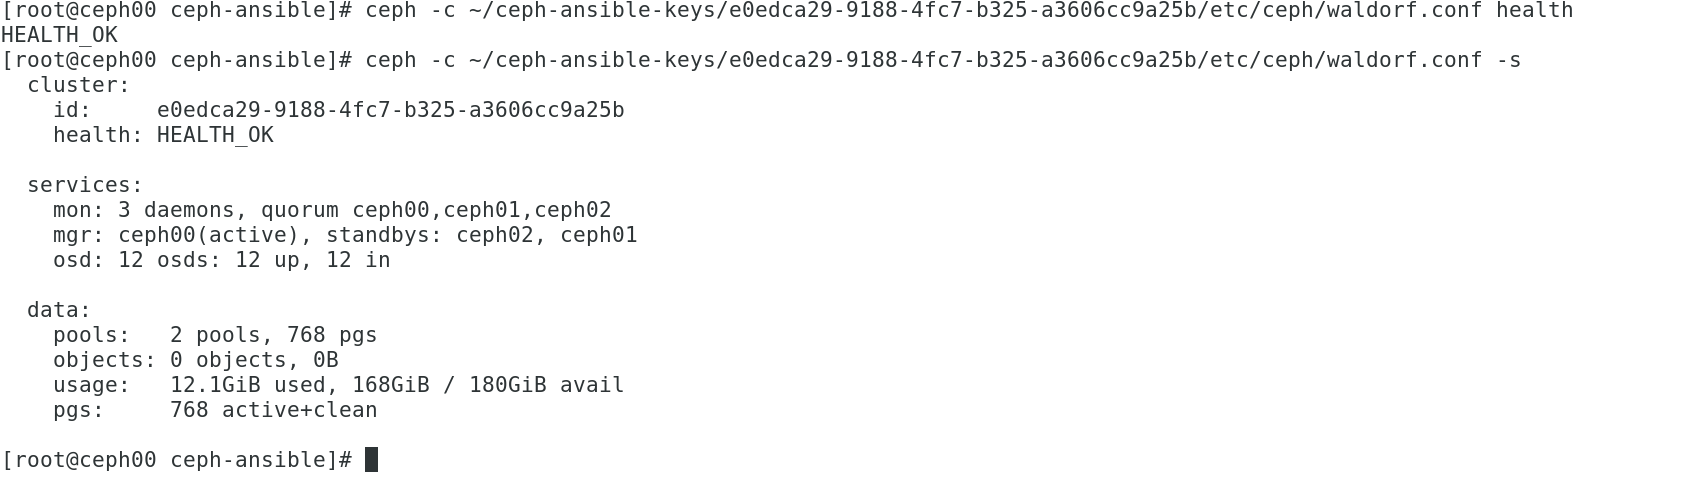 [root@ceph00 ceph-ansible]# ceph -c ~/ceph-ansible-keys/e0edca29-9188-4fc7-b325-a3606cc9a25b/etc/ceph/waldorf.conf health
HEALTH_OK
[root@ceph00 ceph-ansible]# ceph -c ~/ceph-ansible-keys/e0edca29-9188-4fc7-b325-a3606cc9a25b/etc/ceph/waldorf.conf -s
  cluster:
    id:     e0edca29-9188-4fc7-b325-a3606cc9a25b
    health: HEALTH_OK

  services:
    mon: 3 daemons, quorum ceph00,ceph01,ceph02
    mgr: ceph00(active), standbys: ceph02, ceph01
    osd: 12 osds: 12 up, 12 in

  data:
    pools:   2 pools, 768 pgs
    objects: 0 objects, 0B
    usage:   12.1GiB used, 168GiB / 180GiB avail
    pgs:     768 active+clean

[root@ceph00 ceph-ansible]#